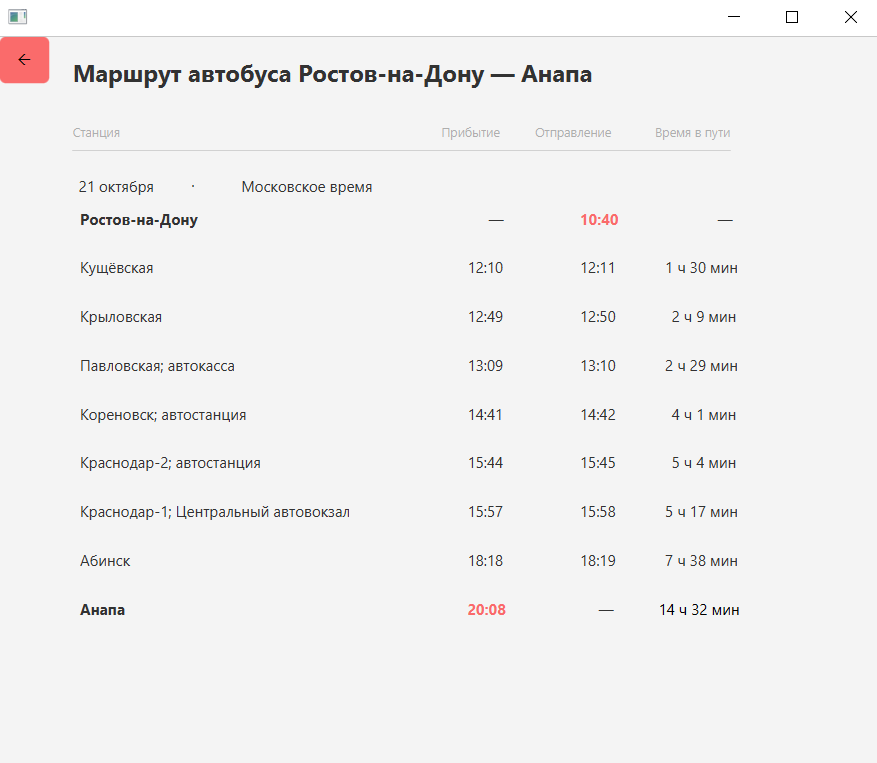 Маршрут автобуса Ростов-на-Дону — Анапа
Станция Прибытие Отправление Время в пути
21 октября · Московское время
Ростов-на-Дону — 10:40 —
Кущёвская 12:10 12:11 1 ч 30 мин
Крыловская 12:49 12:50 2 ч 9 мин
Павловская; автокасса 13:09 13:10 2 ч 29 мин
Кореновск; автостанция 14:41 14:42 4 ч 1 мин
Краснодар-2; автостанция 15:44 15:45 5 ч 4 мин
Краснодар-1; Центральный автовокзал 15:57 15:58 5 ч 17 мин
Абинск 18:18 18:19 7 ч 38 мин
Анапа 20:08 — 14 ч 32 мин